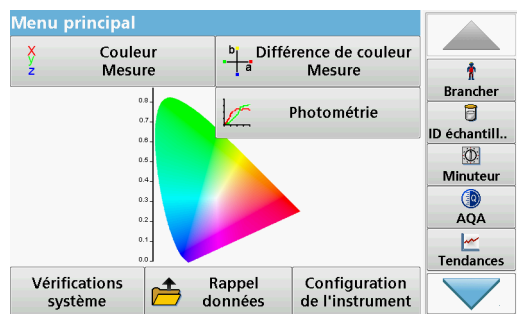 Menu principal
X
y
z
Couleur
Mesure
b
a
Différence de couleur
Mesure
Photométrie
0.8
0.7
0.6
0.5
0.4
0.3
0.2
0.1
0.0
Vérifications
système
Rappel
données
Configuration
de l'instrument
Brancher
ID échantill..
Minuteur
AQA
Tendances